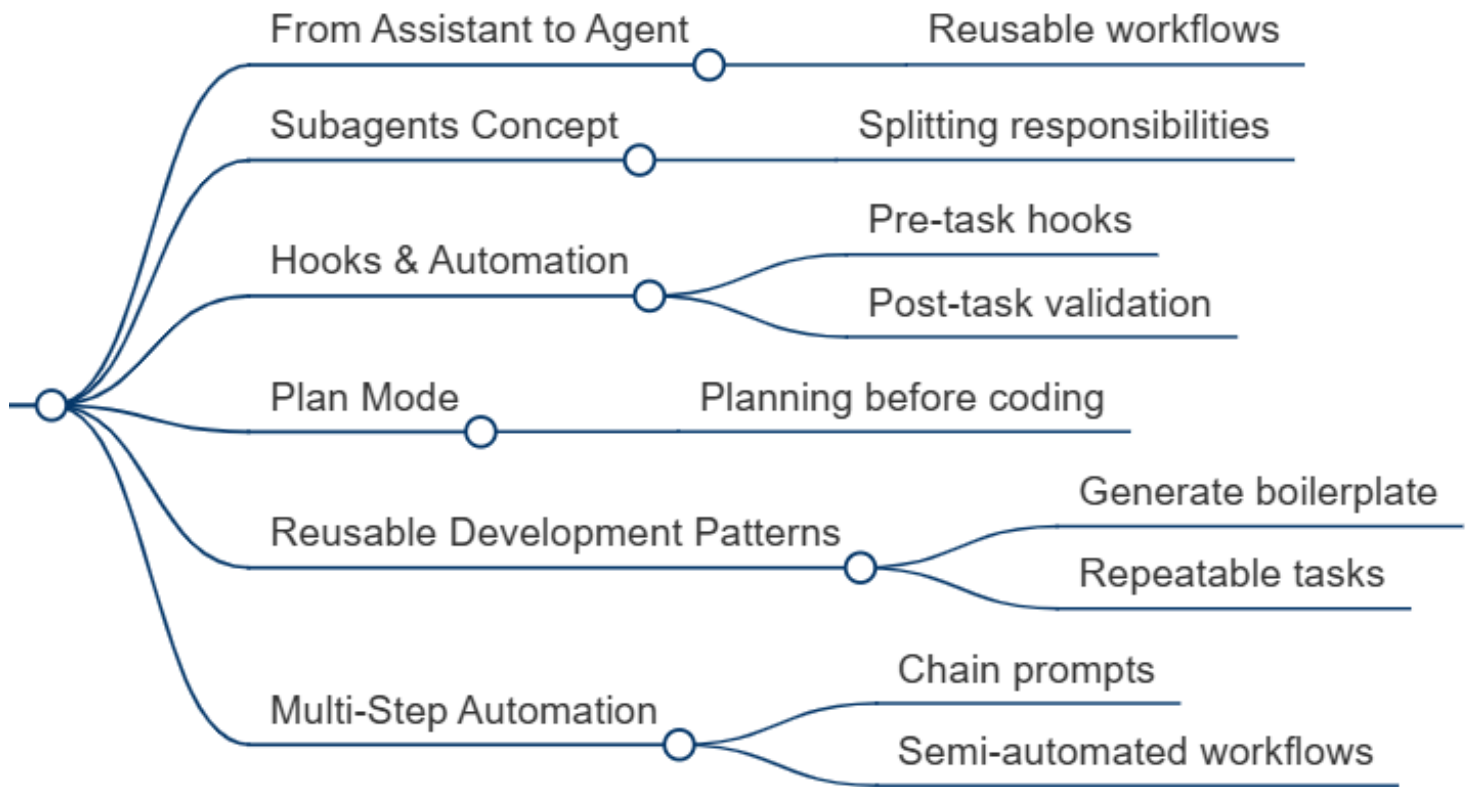 From Assistant to Agent
Reusable workflows
Subagents Concept
Splitting responsibilities
Hooks & Automation
Pre-task hooks
Post-task validation
Plan Mode
Planning before coding
Reusable Development Patterns
Generate boilerplate
Repeatable tasks
Multi-Step Automation
Chain prompts
Semi-automated workflows